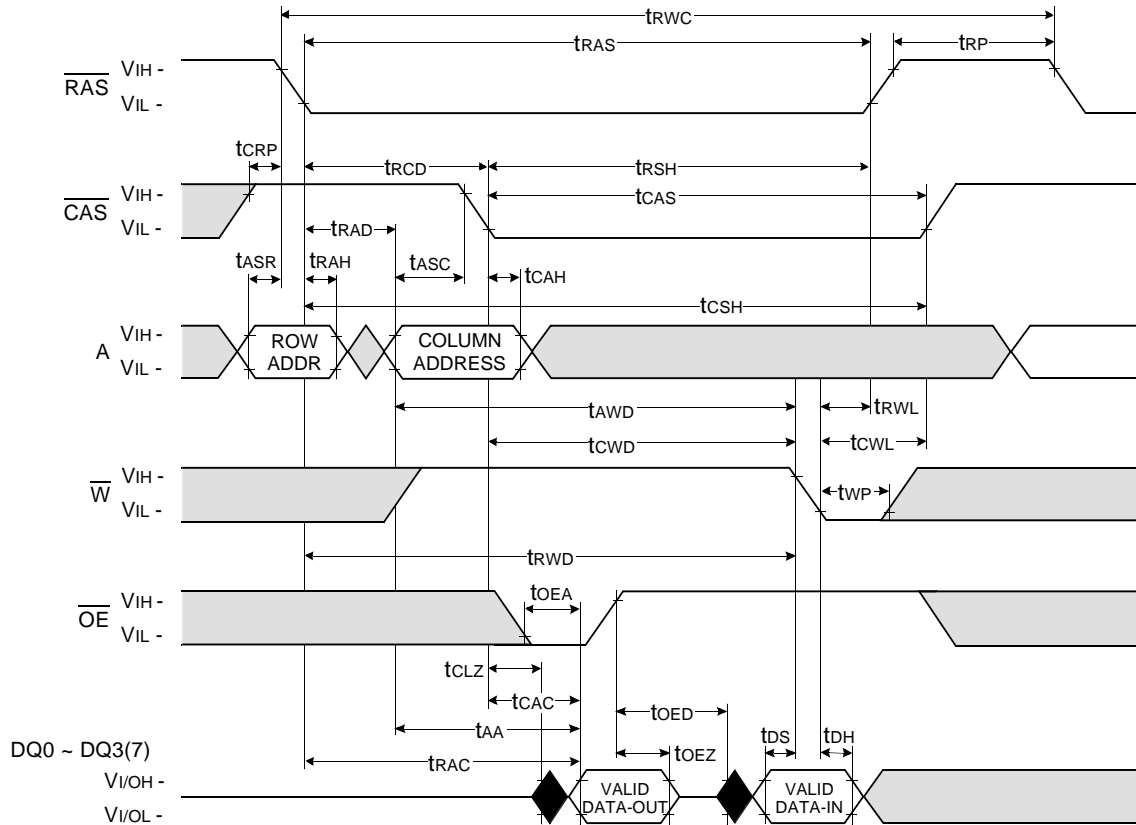 tRWC
tRAS
tRP
RAS
VIH -
VIL -
tCRP
tRCD
tRSH
CAS
VIH -
VIL -
tCAS
tRAD
tASR
tRAH
tASC
tCAH
tCSH
A
VIH -
VIL -
ROW
ADDR
COLUMN
ADDRESS
tAWD
tRWL
tCWD
tCWL
W
VIH -
VIL -
tWP
tRWD
OE
VIH -
VIL -
tOEA
tCLZ
tCAC
tOED
tAA
tOEZ
tDS
tDH
DQ0 ~ DQ3(7)
tRAC
VI/OH -
VI/OL -
VALID
DATA-OUT
VALID
DATA-IN